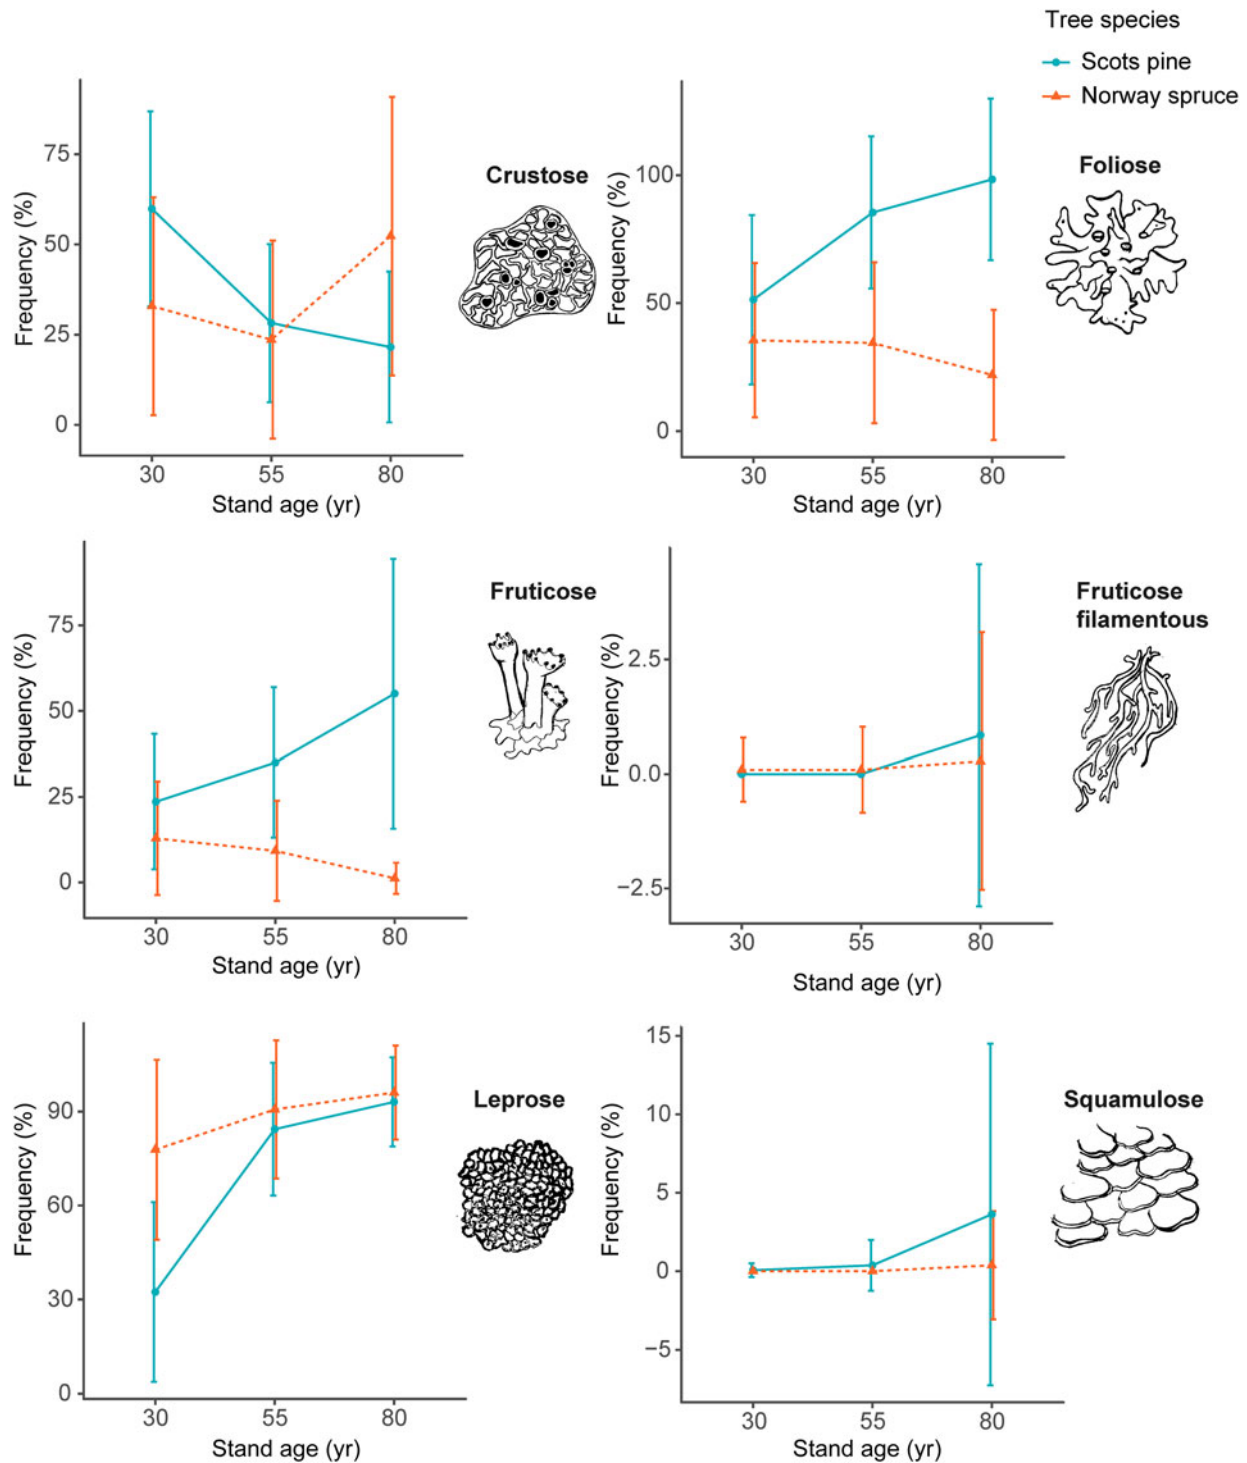 Tree species
Scots pine
Norway spruce
Crustose
Frequency (%)
75
50
25
0
30 55 80
Stand age (yr)
Foliose
Frequency (%)
100
50
0
30 55 80
Stand age (yr)
Fruticose
Frequency (%)
75
50
25
0
30 55 80
Stand age (yr)
Fruticose
filamentous
Frequency (%)
2.5
0.0
−2.5
30 55 80
Stand age (yr)
Leprose
Frequency (%)
90
60
30
0
30 55 80
Stand age (yr)
Squamulose
Frequency (%)
15
10
5
0
−5
30 55 80
Stand age (yr)